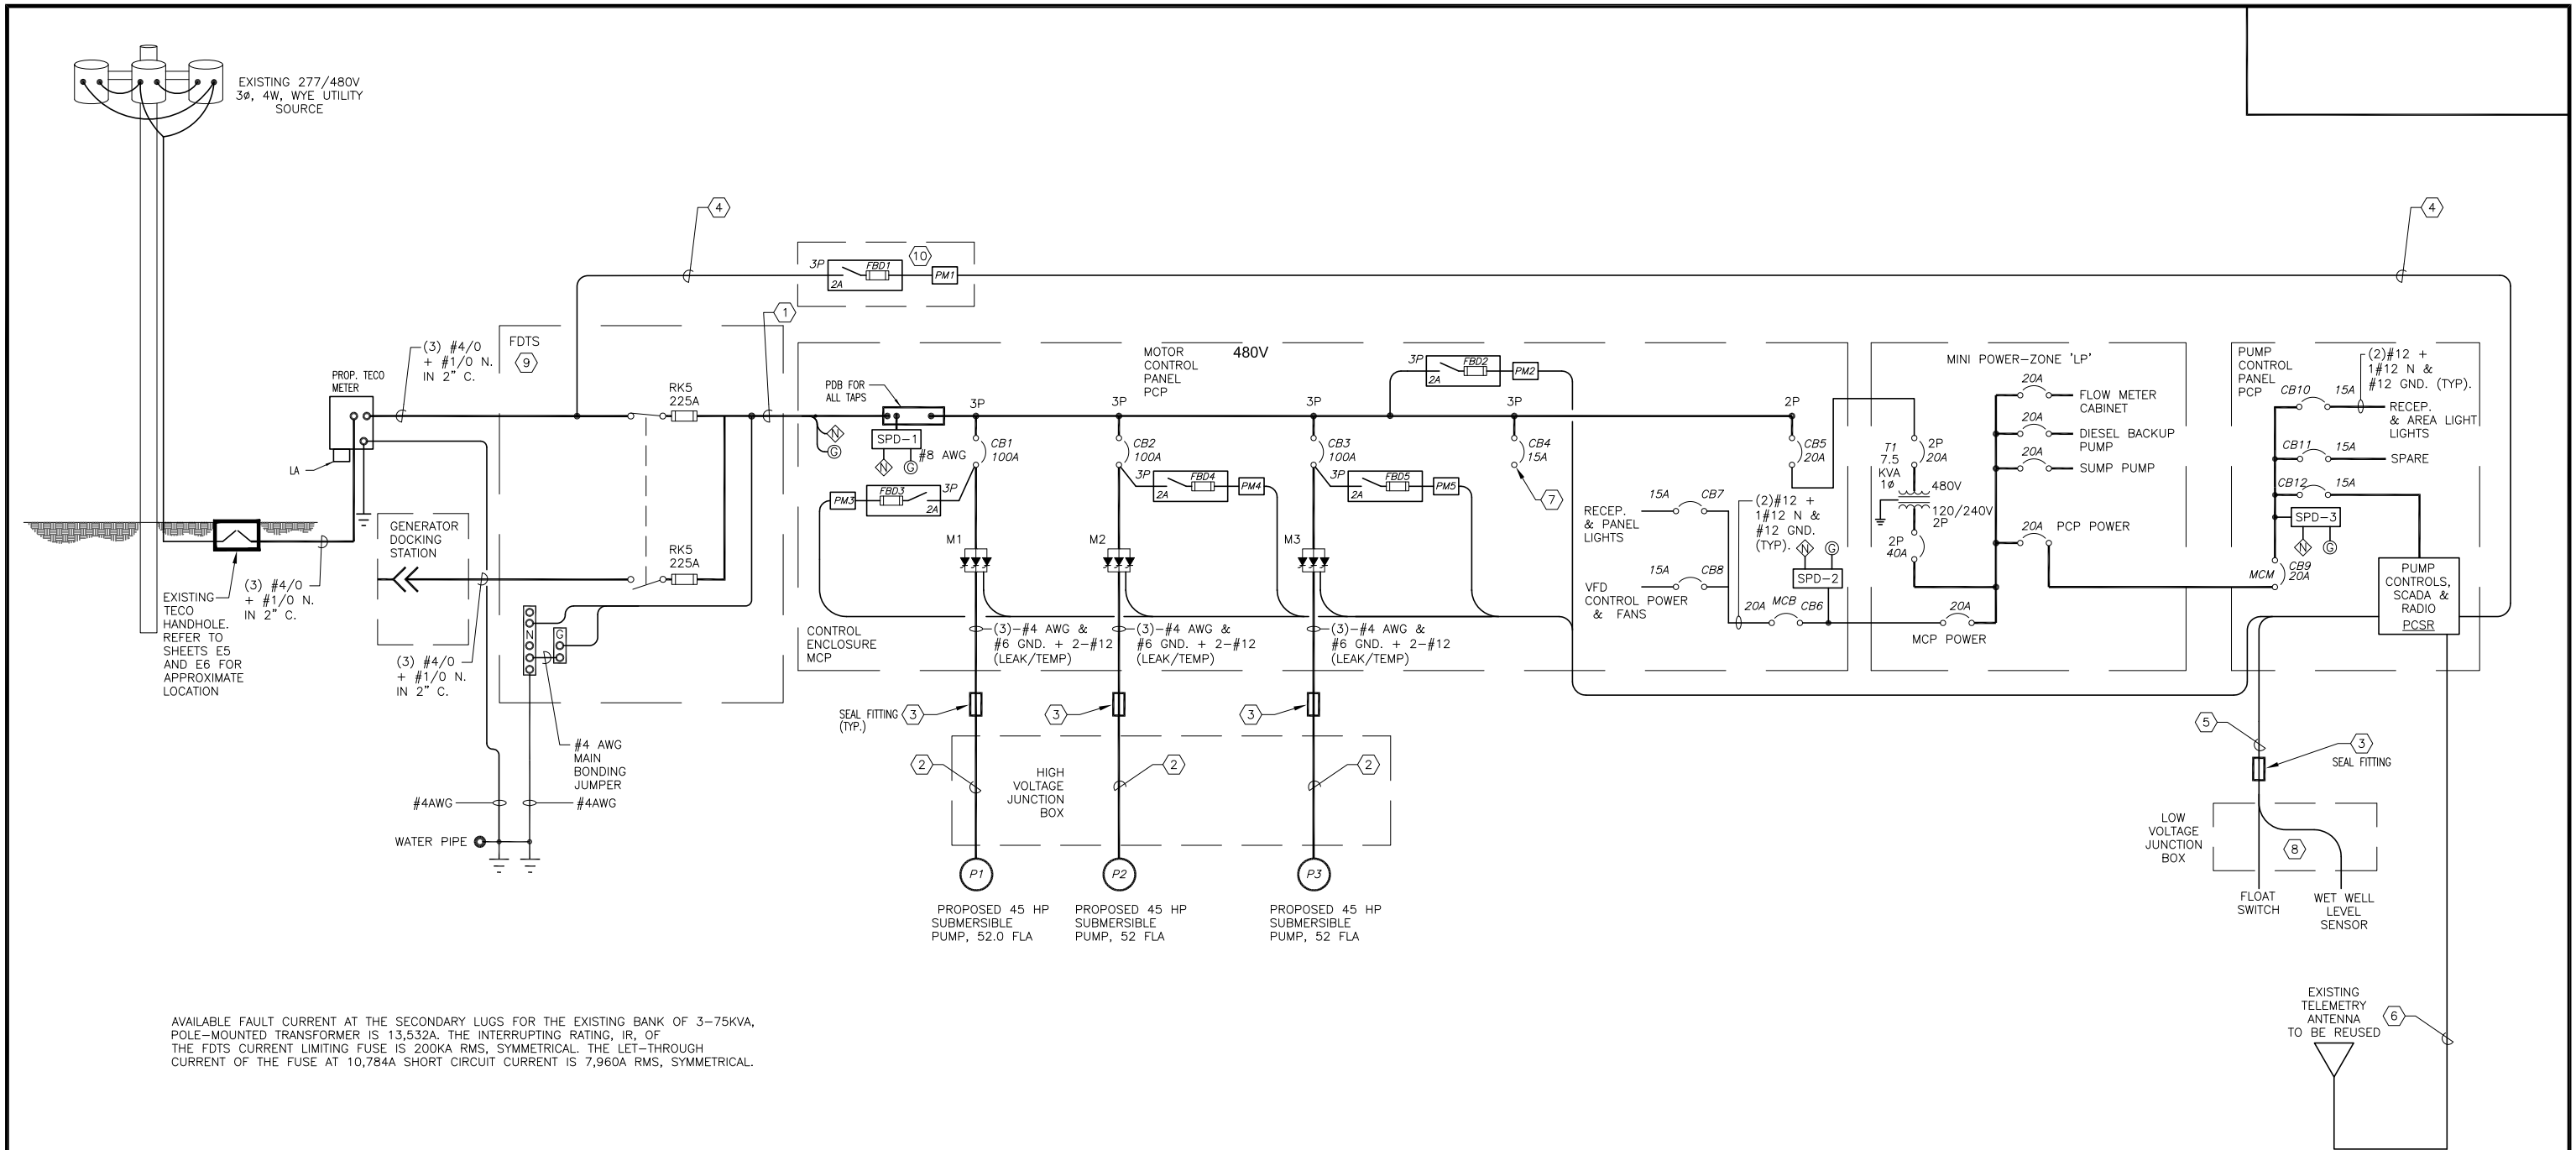 EXISTING 277/480V
3ø, 4W, WYE UTILITY
SOURCE
4
4
3P
FBD1
2A
10
PM1
1
(3) #4/0
+ #1/0 N.
IN 2" C.
FDTS
9
PROP. TECO
METER
LA
RK5
225A
RK5
225A
GENERATOR
DOCKING
STATION
EXISTING
TECO
HANDHOLE.
REFER TO
SHEETS E5
AND E6 FOR
APPROXIMATE
LOCATION
(3) #4/0
+ #1/0 N.
IN 2" C.
(3) #4/0
+ #1/0 N.
IN 2" C.
N
G
#4 AWG
MAIN
BONDING
JUMPER
#4AWG
#4AWG
WATER PIPE
MOTOR
CONTROL
PANEL
PCP
480V
PDB FOR
ALL TAPS
N
G
SPD-1
N
G
#8 AWG
3P
CB1
100A
3P
CB2
100A
3P
CB3
100A
3P
FBD2
2A
PM2
3P
CB4
15A
7
2P
CB5
20A
PM3
FBD3
2A
3P
3P
FBD4
2A
PM4
3P
FBD5
2A
PM5
M1
M2
M3
CONTROL
ENCLOSURE
MCP
(3)-#4 AWG &
#6 GND. + 2-#12
(LEAK/TEMP)
(3)-#4 AWG &
#6 GND. + 2-#12
(LEAK/TEMP)
(3)-#4 AWG &
#6 GND. + 2-#12
(LEAK/TEMP)
15A CB7
RECEP.
& PANEL
LIGHTS
15A CB8
VFD
CONTROL POWER
& FANS
(2)#12 +
1#12 N &
#12 GND.
(TYP).
N
G
SPD-2
20A MCB CB6
MINI POWER-ZONE 'LP'
T1
7.5
KVA
1ø
2P
20A
480V
120/240V
2P
2P
40A
20A
FLOW METER
CABINET
20A
DIESEL BACKUP
PUMP
20A
SUMP PUMP
20A PCP POWER
20A
MCP POWER
PUMP
CONTROL
PANEL
PCP
(2)#12 +
1#12 N &
#12 GND. (TYP).
CB10 15A
RECEP.
& AREA LIGHT
LIGHTS
CB11 15A
SPARE
CB12 15A
SPD-3
N
G
MCM
CB9
20A
PUMP
CONTROLS,
SCADA &
RADIO
PCSR
SEAL FITTING
(TYP.)
3
3
3
2
2
2
HIGH
VOLTAGE
JUNCTION
BOX
P1
P2
P3
PROPOSED 45 HP
SUBMERSIBLE
PUMP, 52.0 FLA
PROPOSED 45 HP
SUBMERSIBLE
PUMP, 52 FLA
PROPOSED 45 HP
SUBMERSIBLE
PUMP, 52 FLA
5
3
SEAL FITTING
LOW
VOLTAGE
JUNCTION
BOX
8
FLOAT
SWITCH
WET WELL
LEVEL
SENSOR
EXISTING
TELEMETRY
ANTENNA
TO BE REUSED
6
AVAILABLE FAULT CURRENT AT THE SECONDARY LUGS FOR THE EXISTING BANK OF 3-75KVA,
POLE-MOUNTED TRANSFORMER IS 13,532A. THE INTERRUPTING RATING, IR, OF
THE FDTS CURRENT LIMITING FUSE IS 200KA RMS, SYMMETRICAL. THE LET-THROUGH
CURRENT OF THE FUSE AT 10,784A SHORT CIRCUIT CURRENT IS 7,960A RMS, SYMMETRICAL.